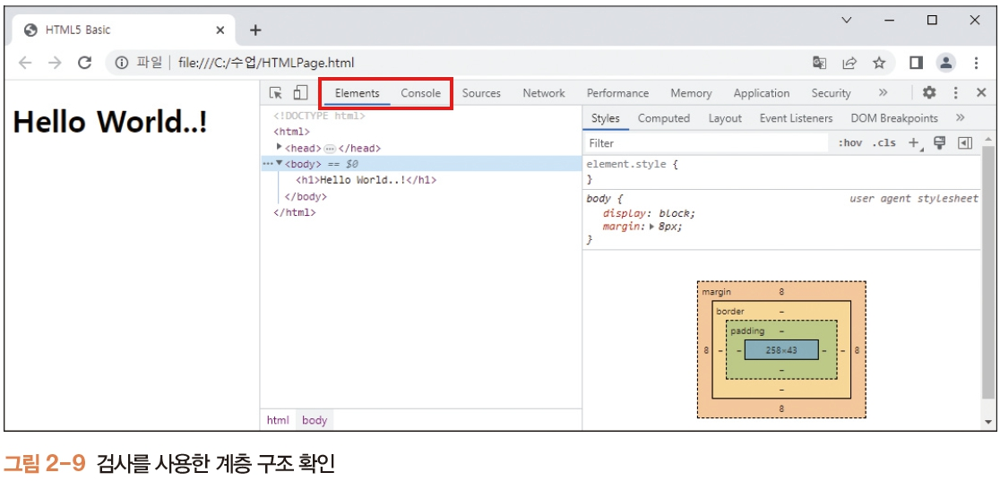 HTML5 Basic
파일 | file:///C:/수업/HTMLPage.html
Hello World..!
Elements Console Sources Network Performance Memory Application Security »
<!DOCTYPE html>
<html>
▶<head>⋯</head>
⋯▼<body> == $0
<h1>Hello World..!</h1>
</body>
</html>
html body
Styles Computed Layout Event Listeners DOM Breakpoints »
Filter :hov .cls +
element.style {
}
body { user agent stylesheet
display: block;
margin:▶8px;
}
margin 8
border –
padding –
8 – – 258×43 – – 8
–
–
8
그림 2-9 검사를 사용한 계층 구조 확인